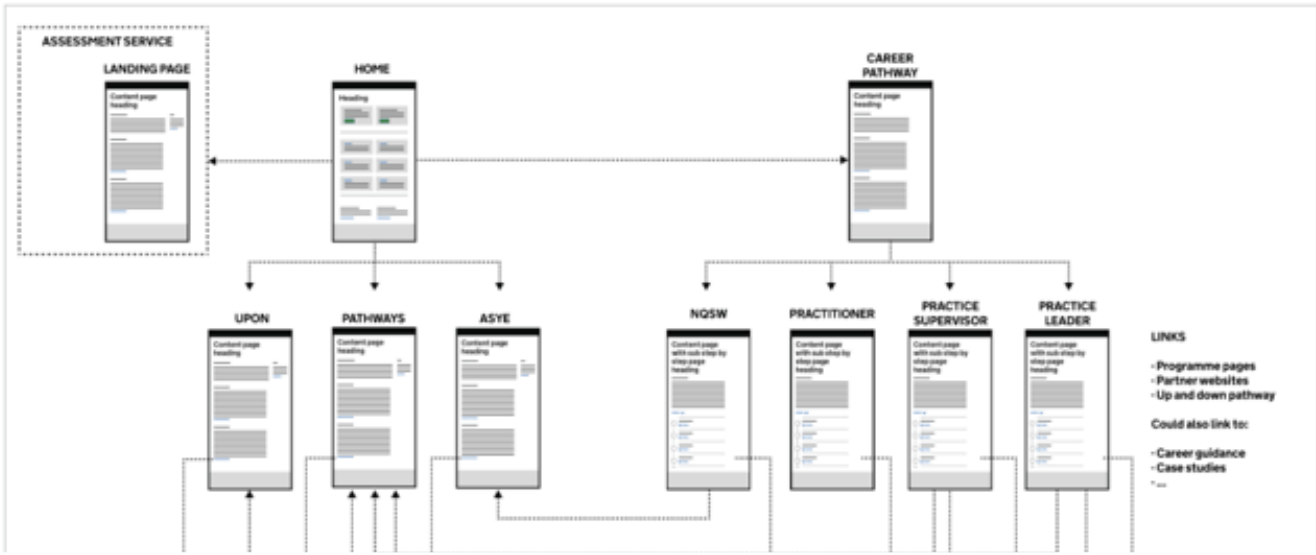 ASSESSMENT SERVICE
LANDING PAGE
Content page
heading
HOME
Heading
CAREER
PATHWAY
Content page
heading
UPON
Content page
heading
PATHWAYS
Content page
heading
ASYE
Content page
heading
NQSW
Content page
with sub step by
step page
heading
PRACTITIONER
Content page
with sub step by
step page
heading
PRACTICE
SUPERVISOR
Content page
with sub step by
step page
heading
PRACTICE
LEADER
Content page
with sub step by
step page
heading
LINKS
- Programme pages
- Partner websites
- Up and down pathway
Could also link to:
- Career guidance
- Case studies
- ...